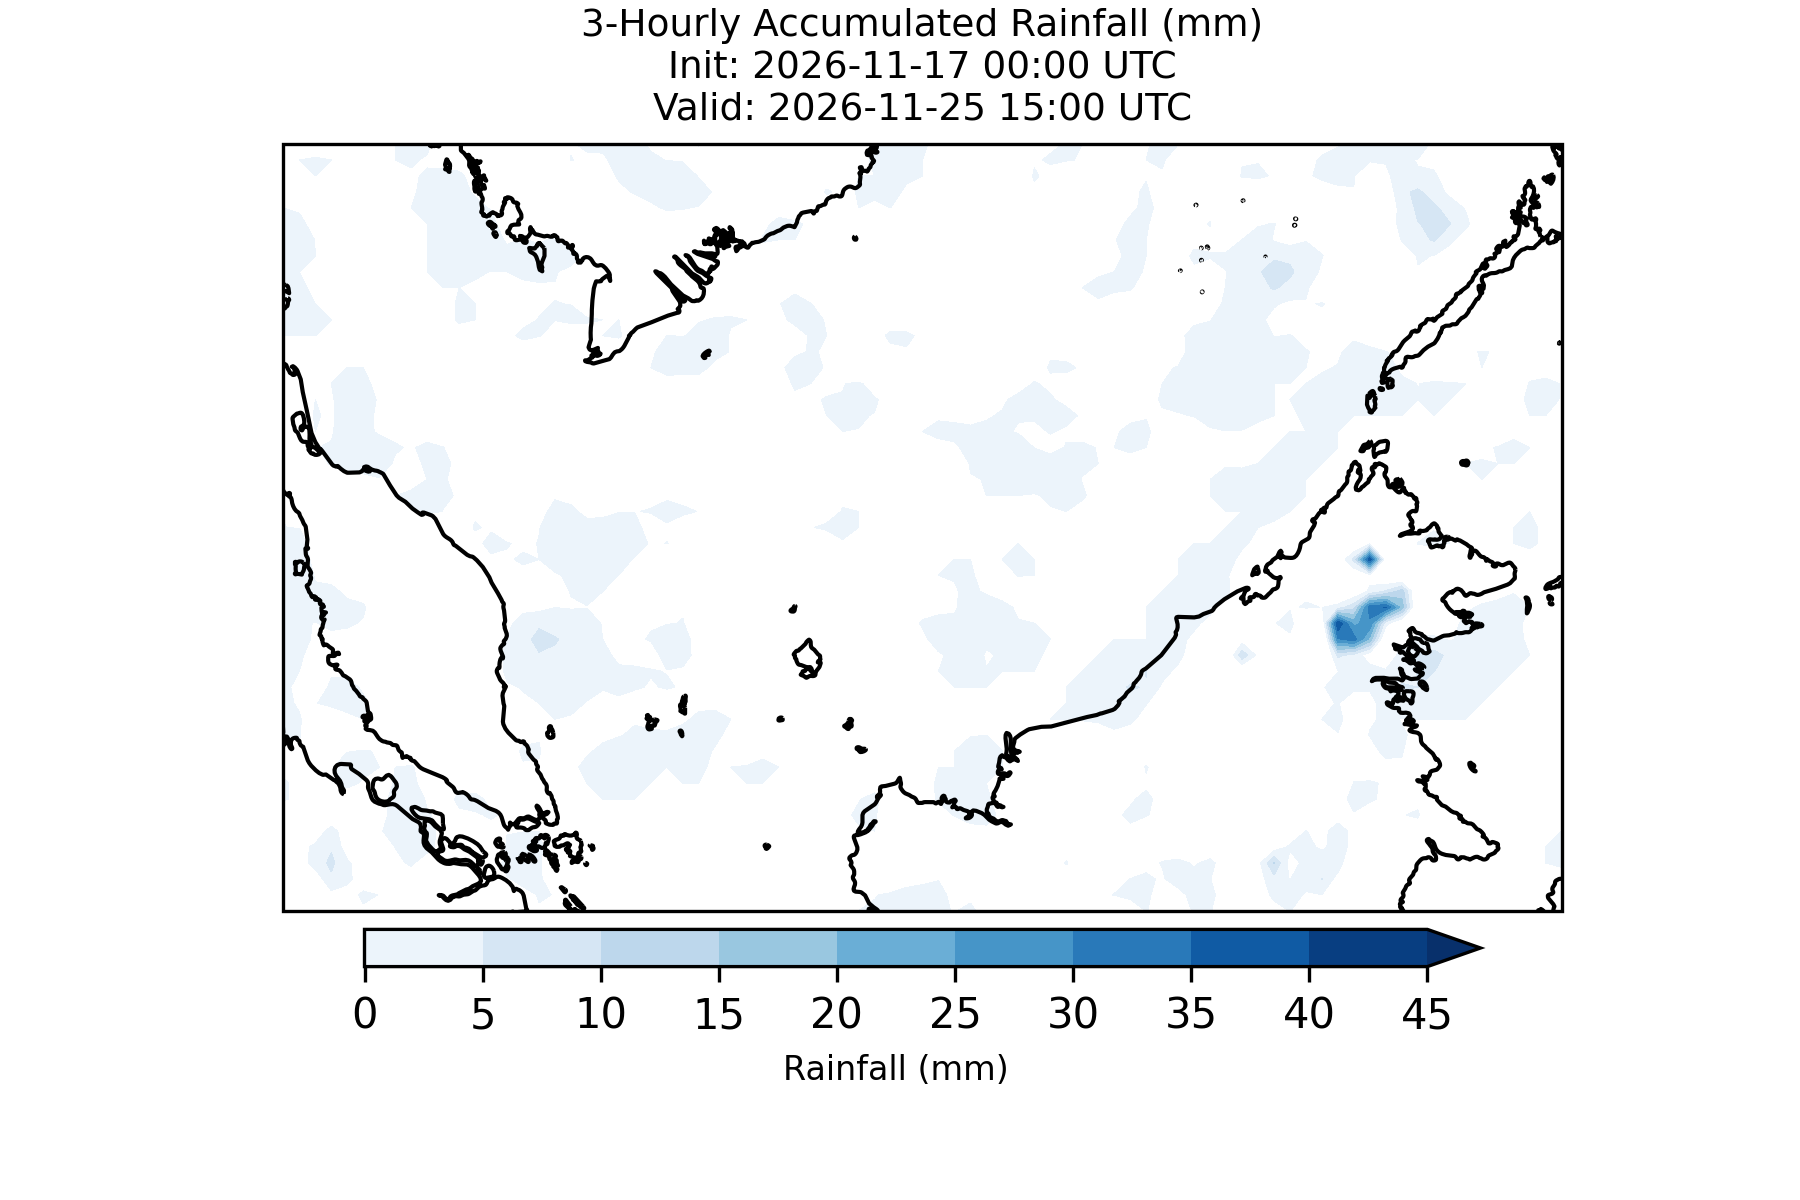 3-Hourly Accumulated Rainfall (mm)
Init: 2026-11-17 00:00 UTC
Valid: 2026-11-25 15:00 UTC
0 5 10 15 20 25 30 35 40 45
Rainfall (mm)